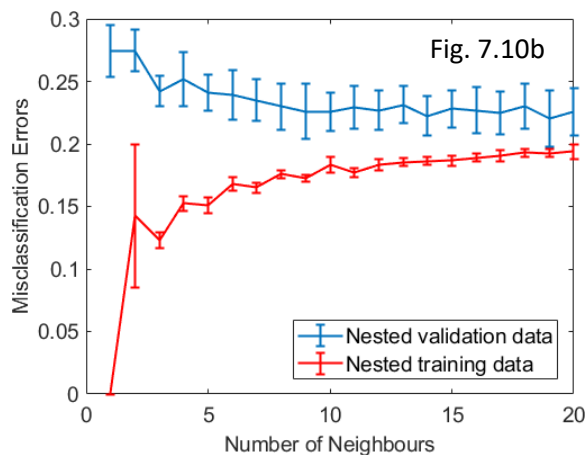 Fig. 7.10b
Misclassification Errors
0.3
0.25
0.2
0.15
0.1
0.05
0
Nested validation data
Nested training data
0 5 10 15 20
Number of Neighbours